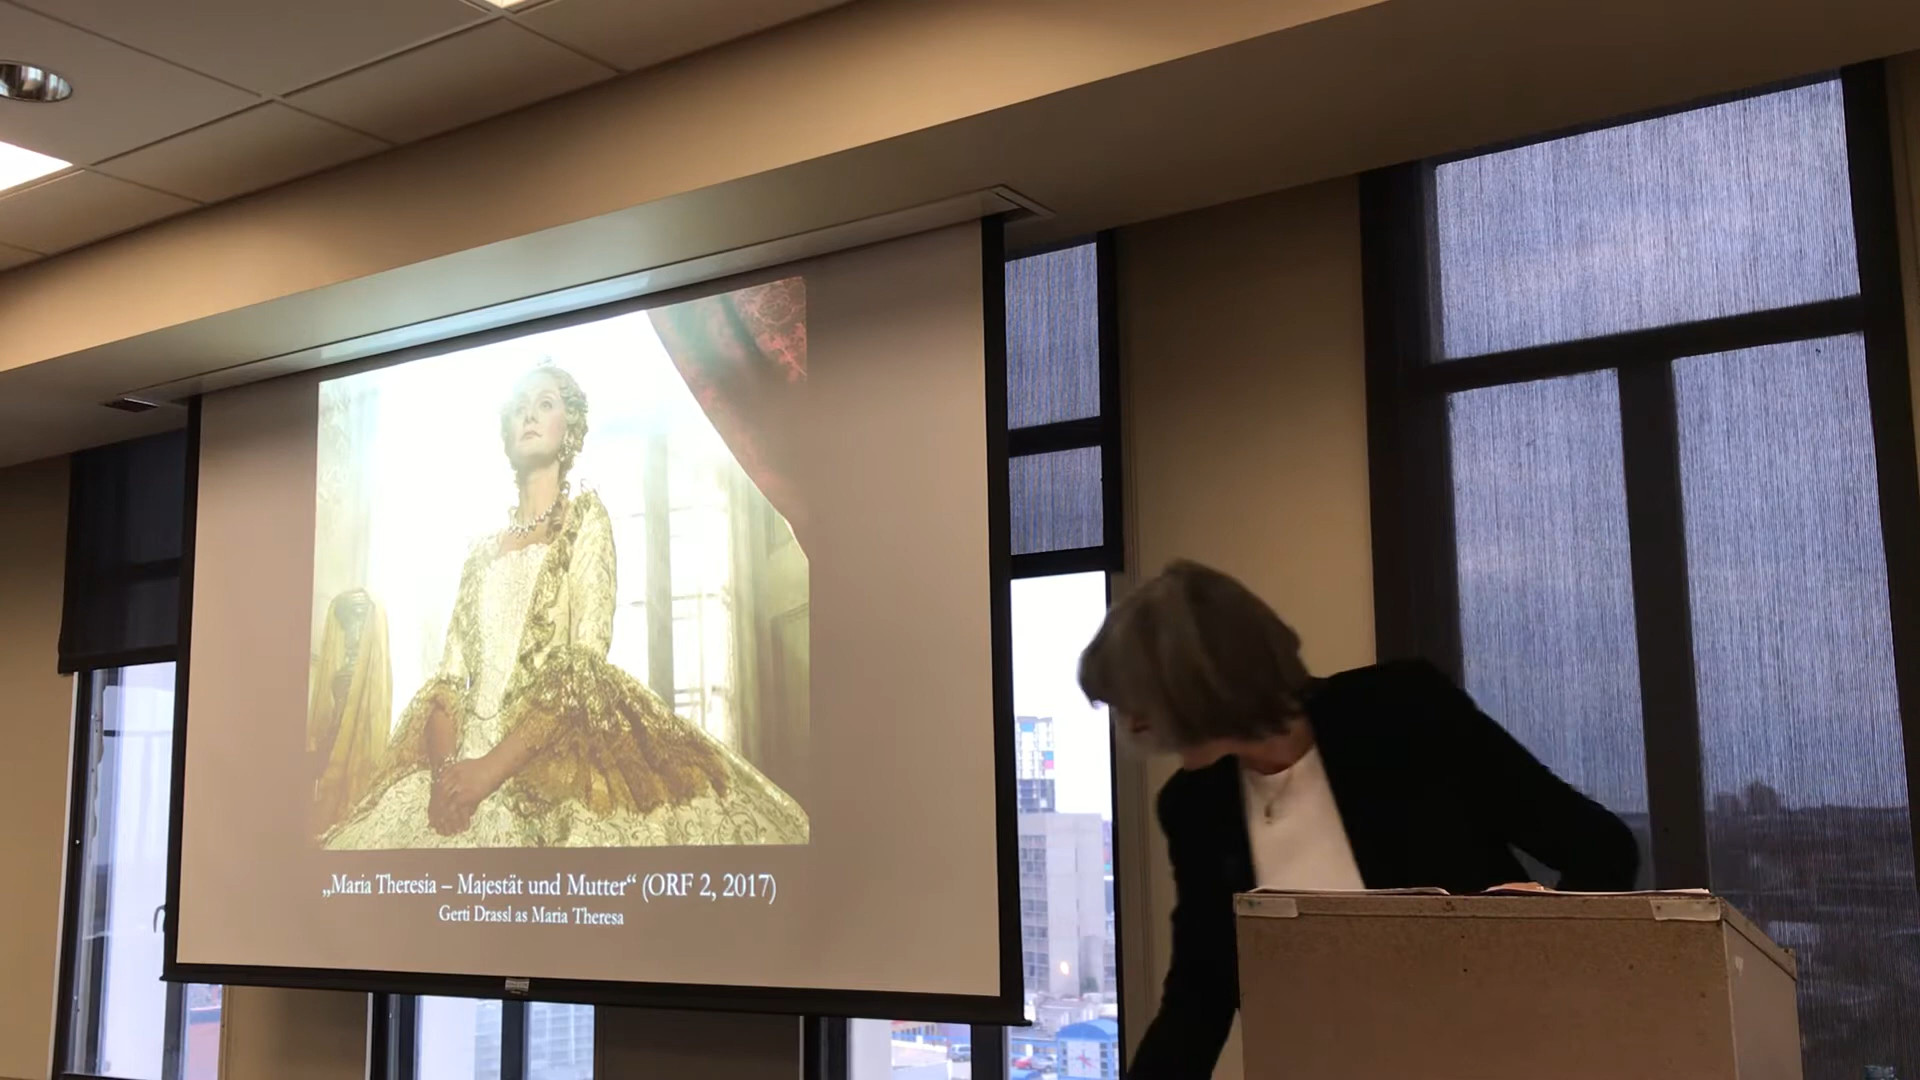 „Maria Theresia – Majestät und Mutter“ (ORF 2, 2017)
Gerti Drassl as Maria Theresa